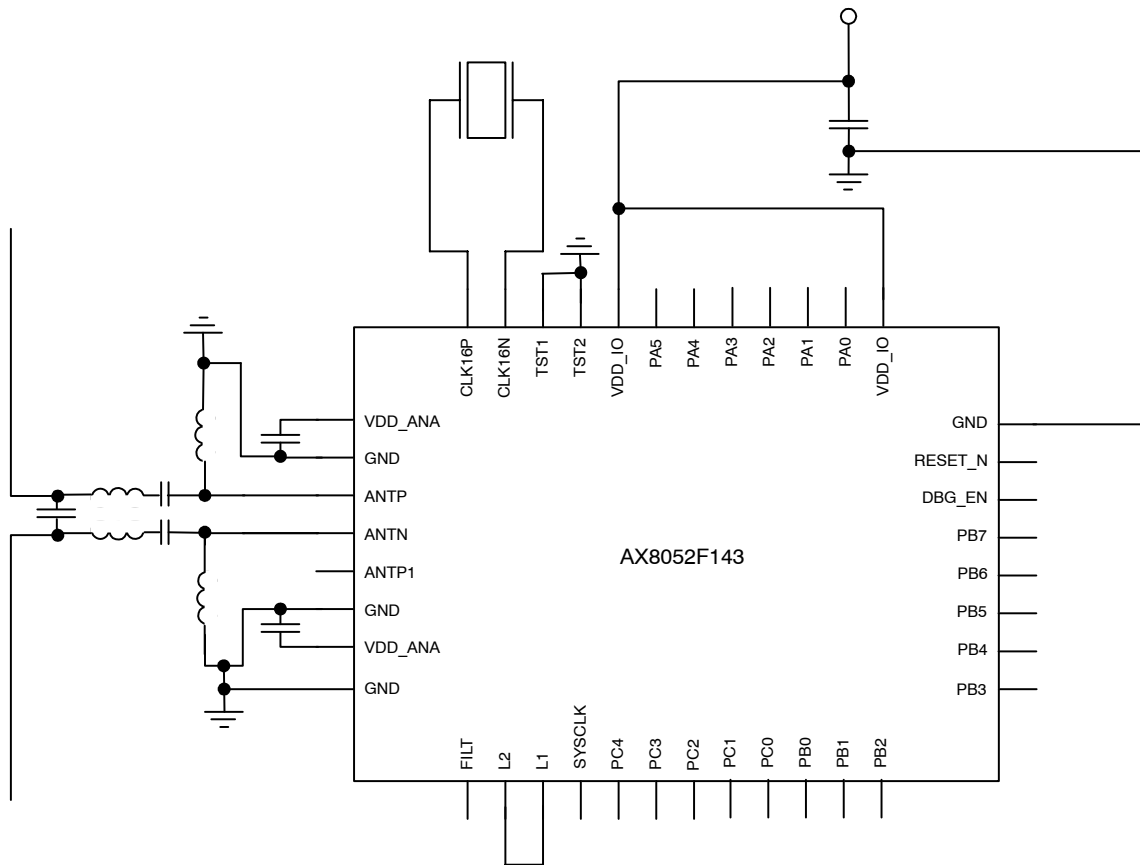 CLK16P
CLK16N
TST1
TST2
VDD_IO
PA5
PA4
PA3
PA2
PA1
PA0
VDD_IO
VDD_ANA
GND
ANTP
ANTN
ANTP1
GND
VDD_ANA
GND
AX8052F143
GND
RESET_N
DBG_EN
PB7
PB6
PB5
PB4
PB3
FILT
L2
L1
SYSCLK
PC4
PC3
PC2
PC1
PC0
PB0
PB1
PB2